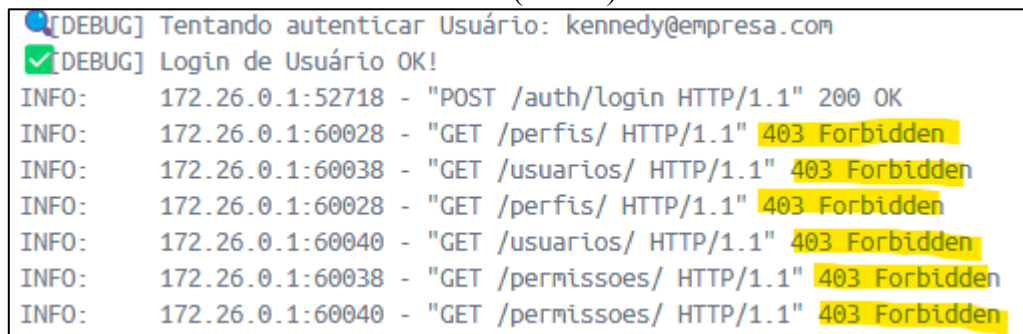 🔍[DEBUG] Tentando autenticar Usuário: kennedy@empresa.com
✅[DEBUG] Login de Usuário OK!
INFO: 172.26.0.1:52718 - "POST /auth/login HTTP/1.1" 200 OK
INFO: 172.26.0.1:60028 - "GET /perfis/ HTTP/1.1" 403 Forbidden
INFO: 172.26.0.1:60038 - "GET /usuarios/ HTTP/1.1" 403 Forbidden
INFO: 172.26.0.1:60028 - "GET /perfis/ HTTP/1.1" 403 Forbidden
INFO: 172.26.0.1:60040 - "GET /usuarios/ HTTP/1.1" 403 Forbidden
INFO: 172.26.0.1:60038 - "GET /permissoes/ HTTP/1.1" 403 Forbidden
INFO: 172.26.0.1:60040 - "GET /permissoes/ HTTP/1.1" 403 Forbidden